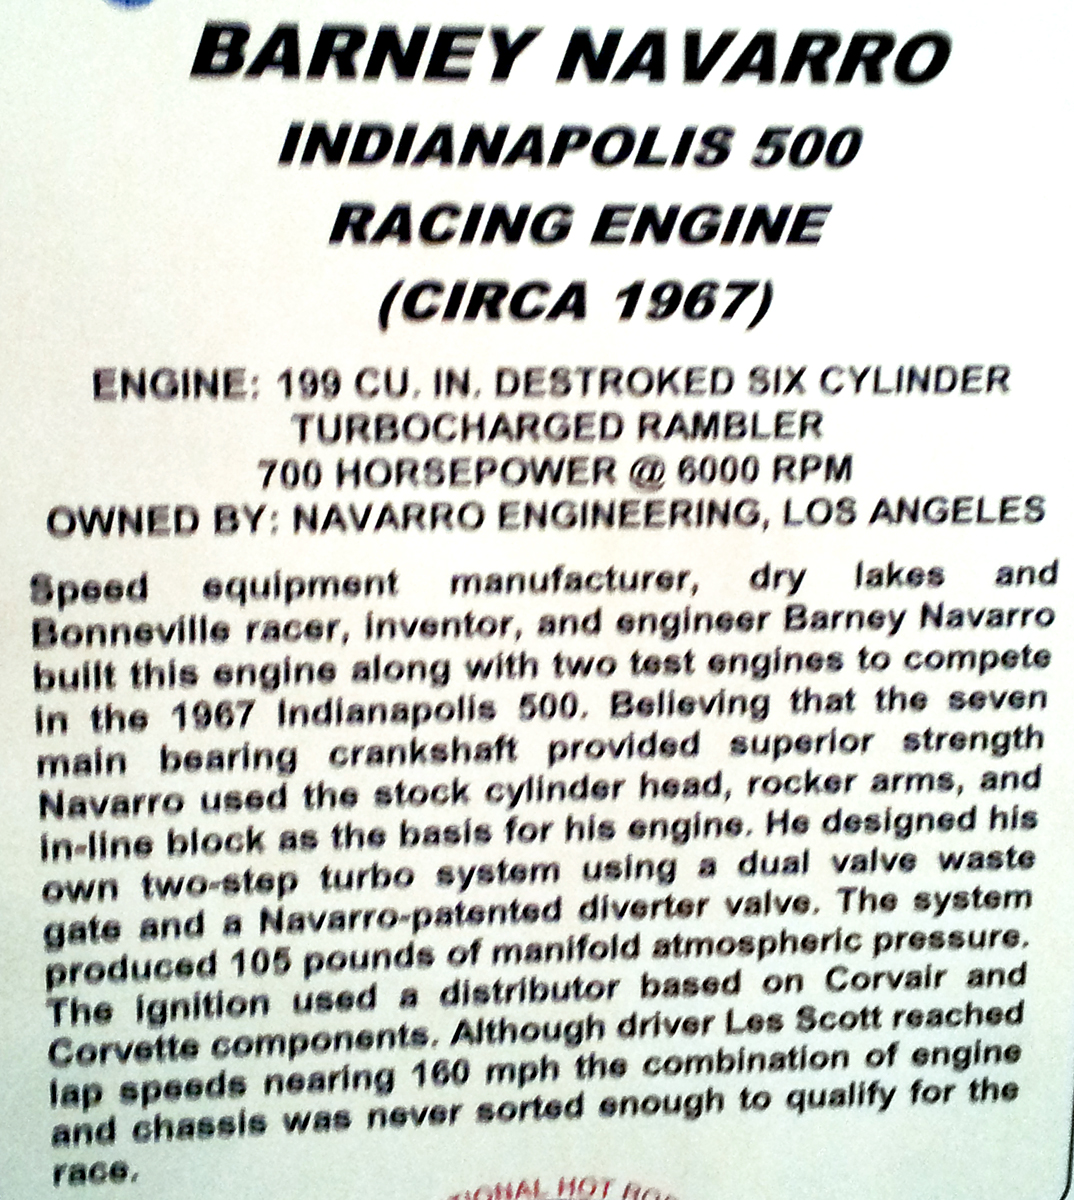 BARNEY NAVARRO
INDIANAPOLIS 500
RACING ENGINE
(CIRCA 1967)
ENGINE: 199 CU. IN. DESTROKED SIX CYLINDER
TURBOCHARGED RAMBLER
700 HORSEPOWER @ 6000 RPM
OWNED BY: NAVARRO ENGINEERING, LOS ANGELES
Speed equipment manufacturer, dry lakes and
Bonneville racer, inventor, and engineer Barney Navarro
built this engine along with two test engines to compete
in the 1967 Indianapolis 500. Believing that the seven
main bearing crankshaft provided superior strength
Navarro used the stock cylinder head, rocker arms, and
in-line block as the basis for his engine. He designed his
own two-step turbo system using a dual valve waste
gate and a Navarro-patented diverter valve. The system
produced 105 pounds of manifold atmospheric pressure.
The ignition used a distributor based on Corvair and
Corvette components. Although driver Les Scott reached
lap speeds nearing 160 mph the combination of engine
and chassis was never sorted enough to qualify for the
race.
HOT